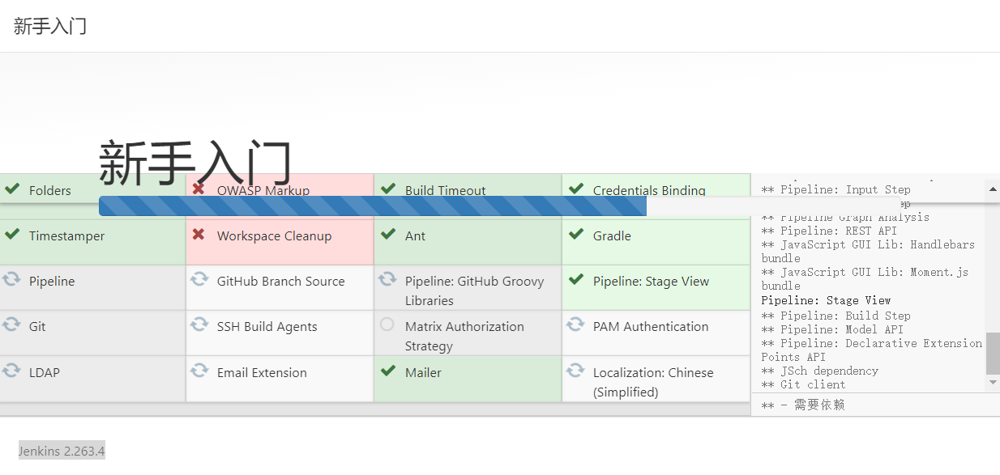 新手入门
新手入门
Folders
OWASP Markup
Build Timeout
Credentials Binding
Timestamper
Workspace Cleanup
Ant
Gradle
Pipeline
GitHub Branch Source
Pipeline: GitHub Groovy
Libraries
Pipeline: Stage View
Git
SSH Build Agents
Matrix Authorization
Strategy
PAM Authentication
LDAP
Email Extension
Mailer
Localization: Chinese
(Simplified)
** Pipeline: Input Step
** Pipeline Graph Analysis
** Pipeline: REST API
** JavaScript GUI Lib: Handlebars
bundle
** JavaScript GUI Lib: Moment.js
bundle
Pipeline: Stage View
** Pipeline: Build Step
** Pipeline: Model API
** Pipeline: Declarative Extension
Points API
** JSch dependency
** Git client
** - 需要依赖
Jenkins 2.263.4